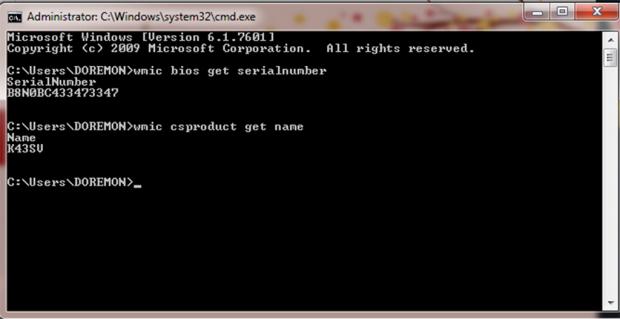 Administrator: C:\Windows\system32\cmd.exe
Microsoft Windows [Version 6.1.7601]
Copyright (c) 2009 Microsoft Corporation.  All rights reserved.
C:\Users\DOREMON>wmic bios get serialnumber
SerialNumber
B8N0BC433473347
C:\Users\DOREMON>wmic csproduct get name
Name
K43SV
C:\Users\DOREMON>_